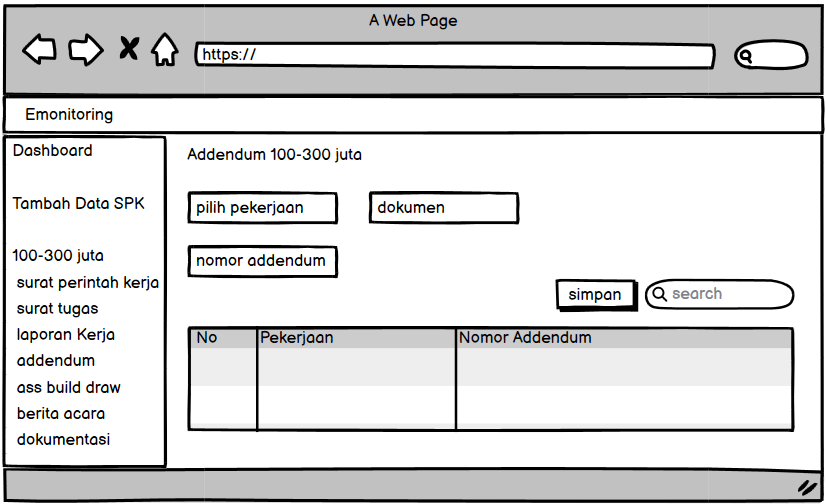 A Web Page
https://
Emonitoring
Dashboard
Tambah Data SPK
100-300 juta
surat perintah kerja
surat tugas
laporan Kerja
addendum
ass build draw
berita acara
dokumentasi
Addendum 100-300 juta
pilih pekerjaan
dokumen
nomor addendum
simpan
search
No Pekerjaan Nomor Addendum